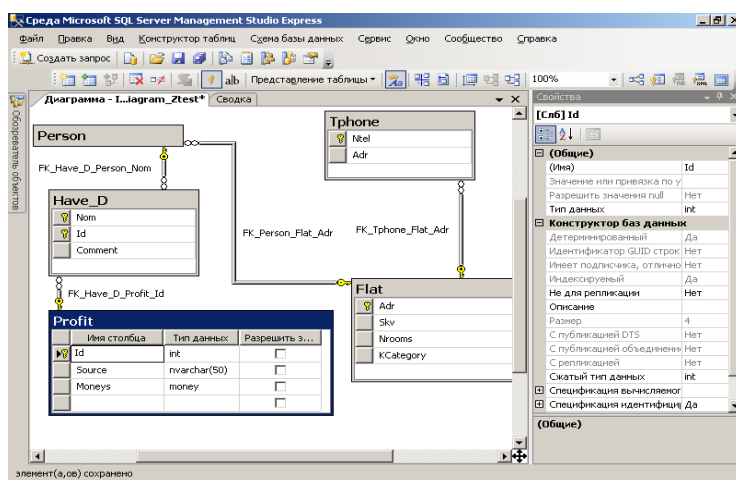 Среда Microsoft SQL Server Management Studio Express
Файл Правка Вид Конструктор таблиц Схема базы данных Сервис Окно Сообщество Справка
Создать запрос
alb Представление таблицы 100%
Диаграмма - I...iagram_Ztest* Сводка
Обозреватель объектов
Person
FK_Have_D_Person_Nom
Have_D
Nom
Id
Comment
FK_Have_D_Profit_Id
Profit
Имя столбца Тип данных Разрешить з...
Id int
Source nvarchar(50)
Moneys money
FK_Person_Flat_Adr
Tphone
Ntel
Adr
FK_Tphone_Flat_Adr
Flat
Adr
Skv
Nrooms
KCategory
Свойства
[Слб] Id
(Общие)
(Имя) Id
Значение или привязка по у
Разрешить значения null Нет
Тип данных int
Конструктор баз данных
Детерминированный Да
Идентификатор GUID строк Нет
Имеет подписчика, отлично Нет
Индексируемый Да
Не для репликации Нет
Описание
Размер 4
С публикацией DTS Нет
С публикацией объединени Нет
С репликацией Нет
Сжатый тип данных int
Спецификация вычисляемог
Спецификация идентифици Да
(Общие)
элемент(а,ов) сохранено